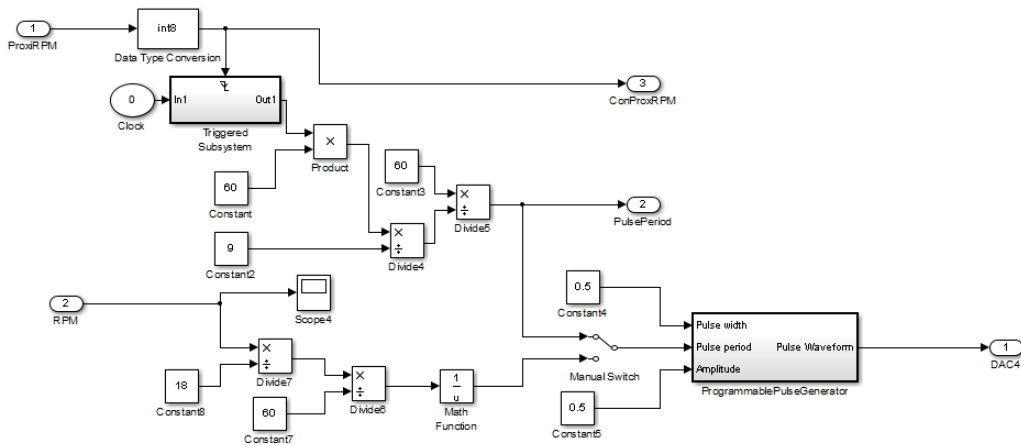 1
ProxiRPM
int8
Data Type Conversion
3
ConProxRPM
0
Clock
In1
Out1
Triggered
Subsystem
×
Product
60
Constant
60
Constant3
×
÷
Divide5
2
PulsePeriod
×
÷
Divide4
9
Constant2
2
RPM
Scope4
0.5
Constant4
Pulse width
Pulse period
Amplitude
Pulse Waveform
ProgrammablePulseGenerator
1
DAC4
Manual Switch
×
÷
Divide7
18
Constant8
×
÷
Divide6
60
Constant7
1
u
Math
Function
0.5
Constant5